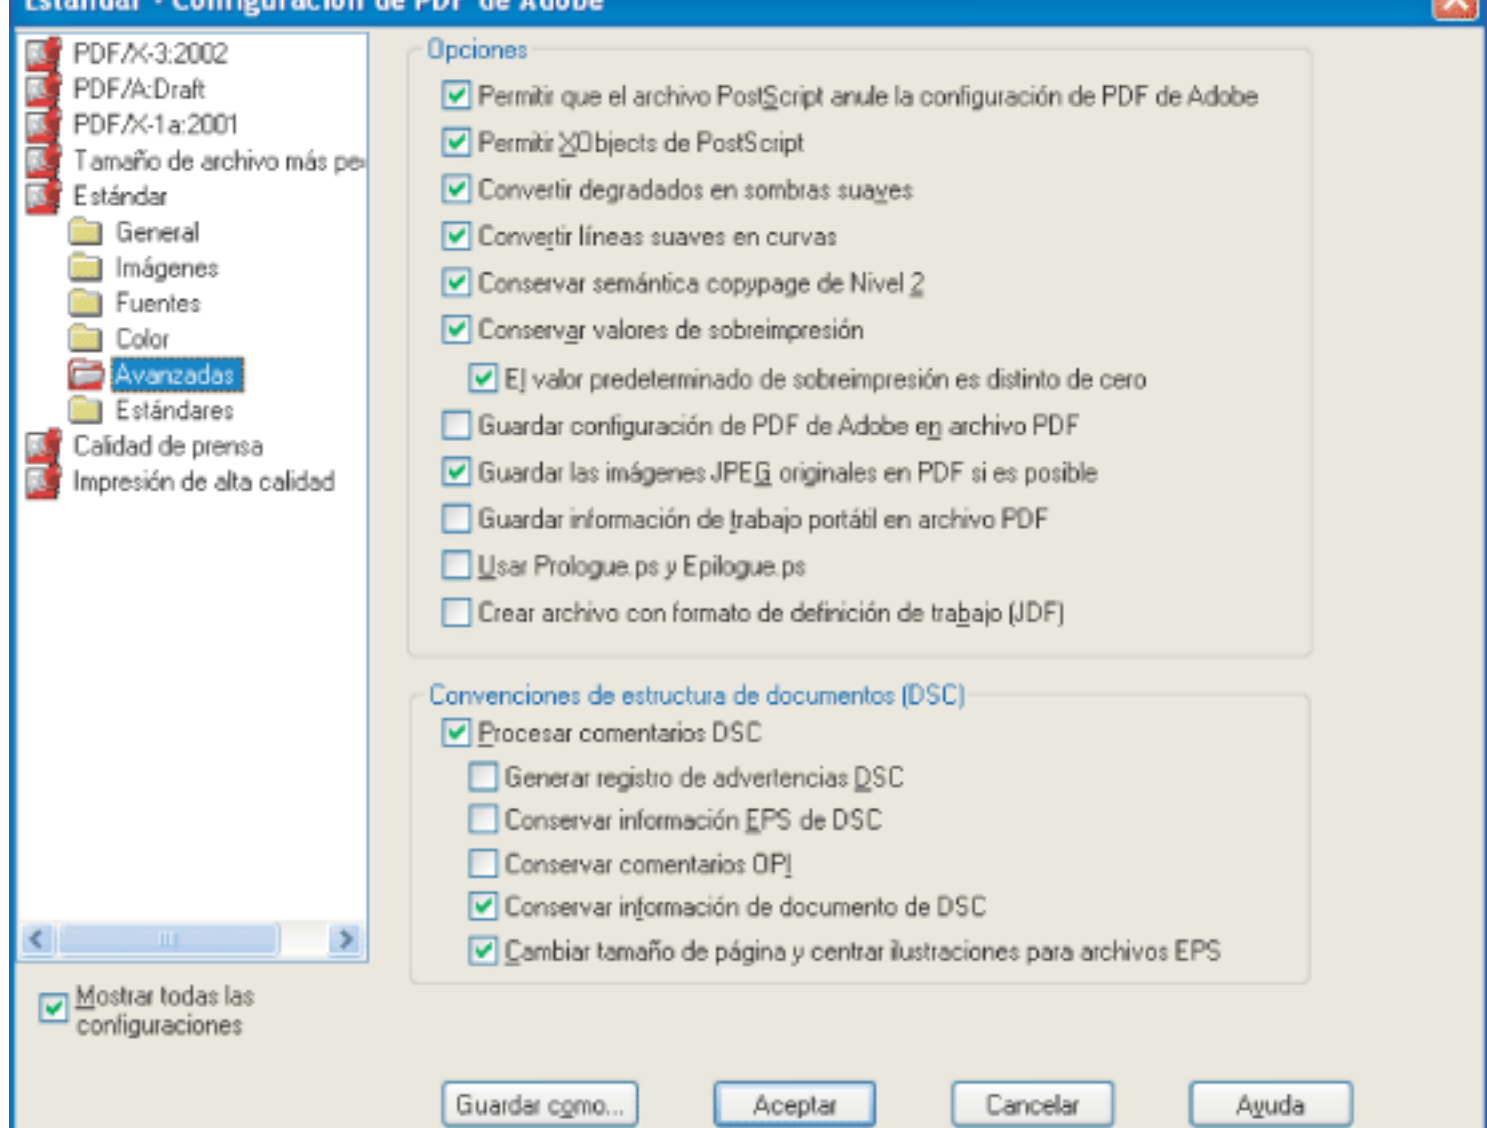 Estándar - Configuración de PDF de Adobe
PDF/X-3:2002
PDF/A:Draft
PDF/X-1a:2001
Tamaño de archivo más pe
Estándar
General
Imágenes
Fuentes
Color
Avanzadas
Estándares
Calidad de prensa
Impresión de alta calidad
Mostrar todas las
configuraciones
Opciones
Permitir que el archivo PostScript anule la configuración de PDF de Adobe
Permitir XObjects de PostScript
Convertir degradados en sombras suaves
Convertir líneas suaves en curvas
Conservar semántica copypage de Nivel 2
Conservar valores de sobreimpresión
El valor predeterminado de sobreimpresión es distinto de cero
Guardar configuración de PDF de Adobe en archivo PDF
Guardar las imágenes JPEG originales en PDF si es posible
Guardar información de trabajo portátil en archivo PDF
Usar Prologue.ps y Epilogue.ps
Crear archivo con formato de definición de trabajo (JDF)
Convenciones de estructura de documentos (DSC)
Procesar comentarios DSC
Generar registro de advertencias DSC
Conservar información EPS de DSC
Conservar comentarios OPI
Conservar información de documento de DSC
Cambiar tamaño de página y centrar ilustraciones para archivos EPS
Guardar como...
Aceptar
Cancelar
Ayuda